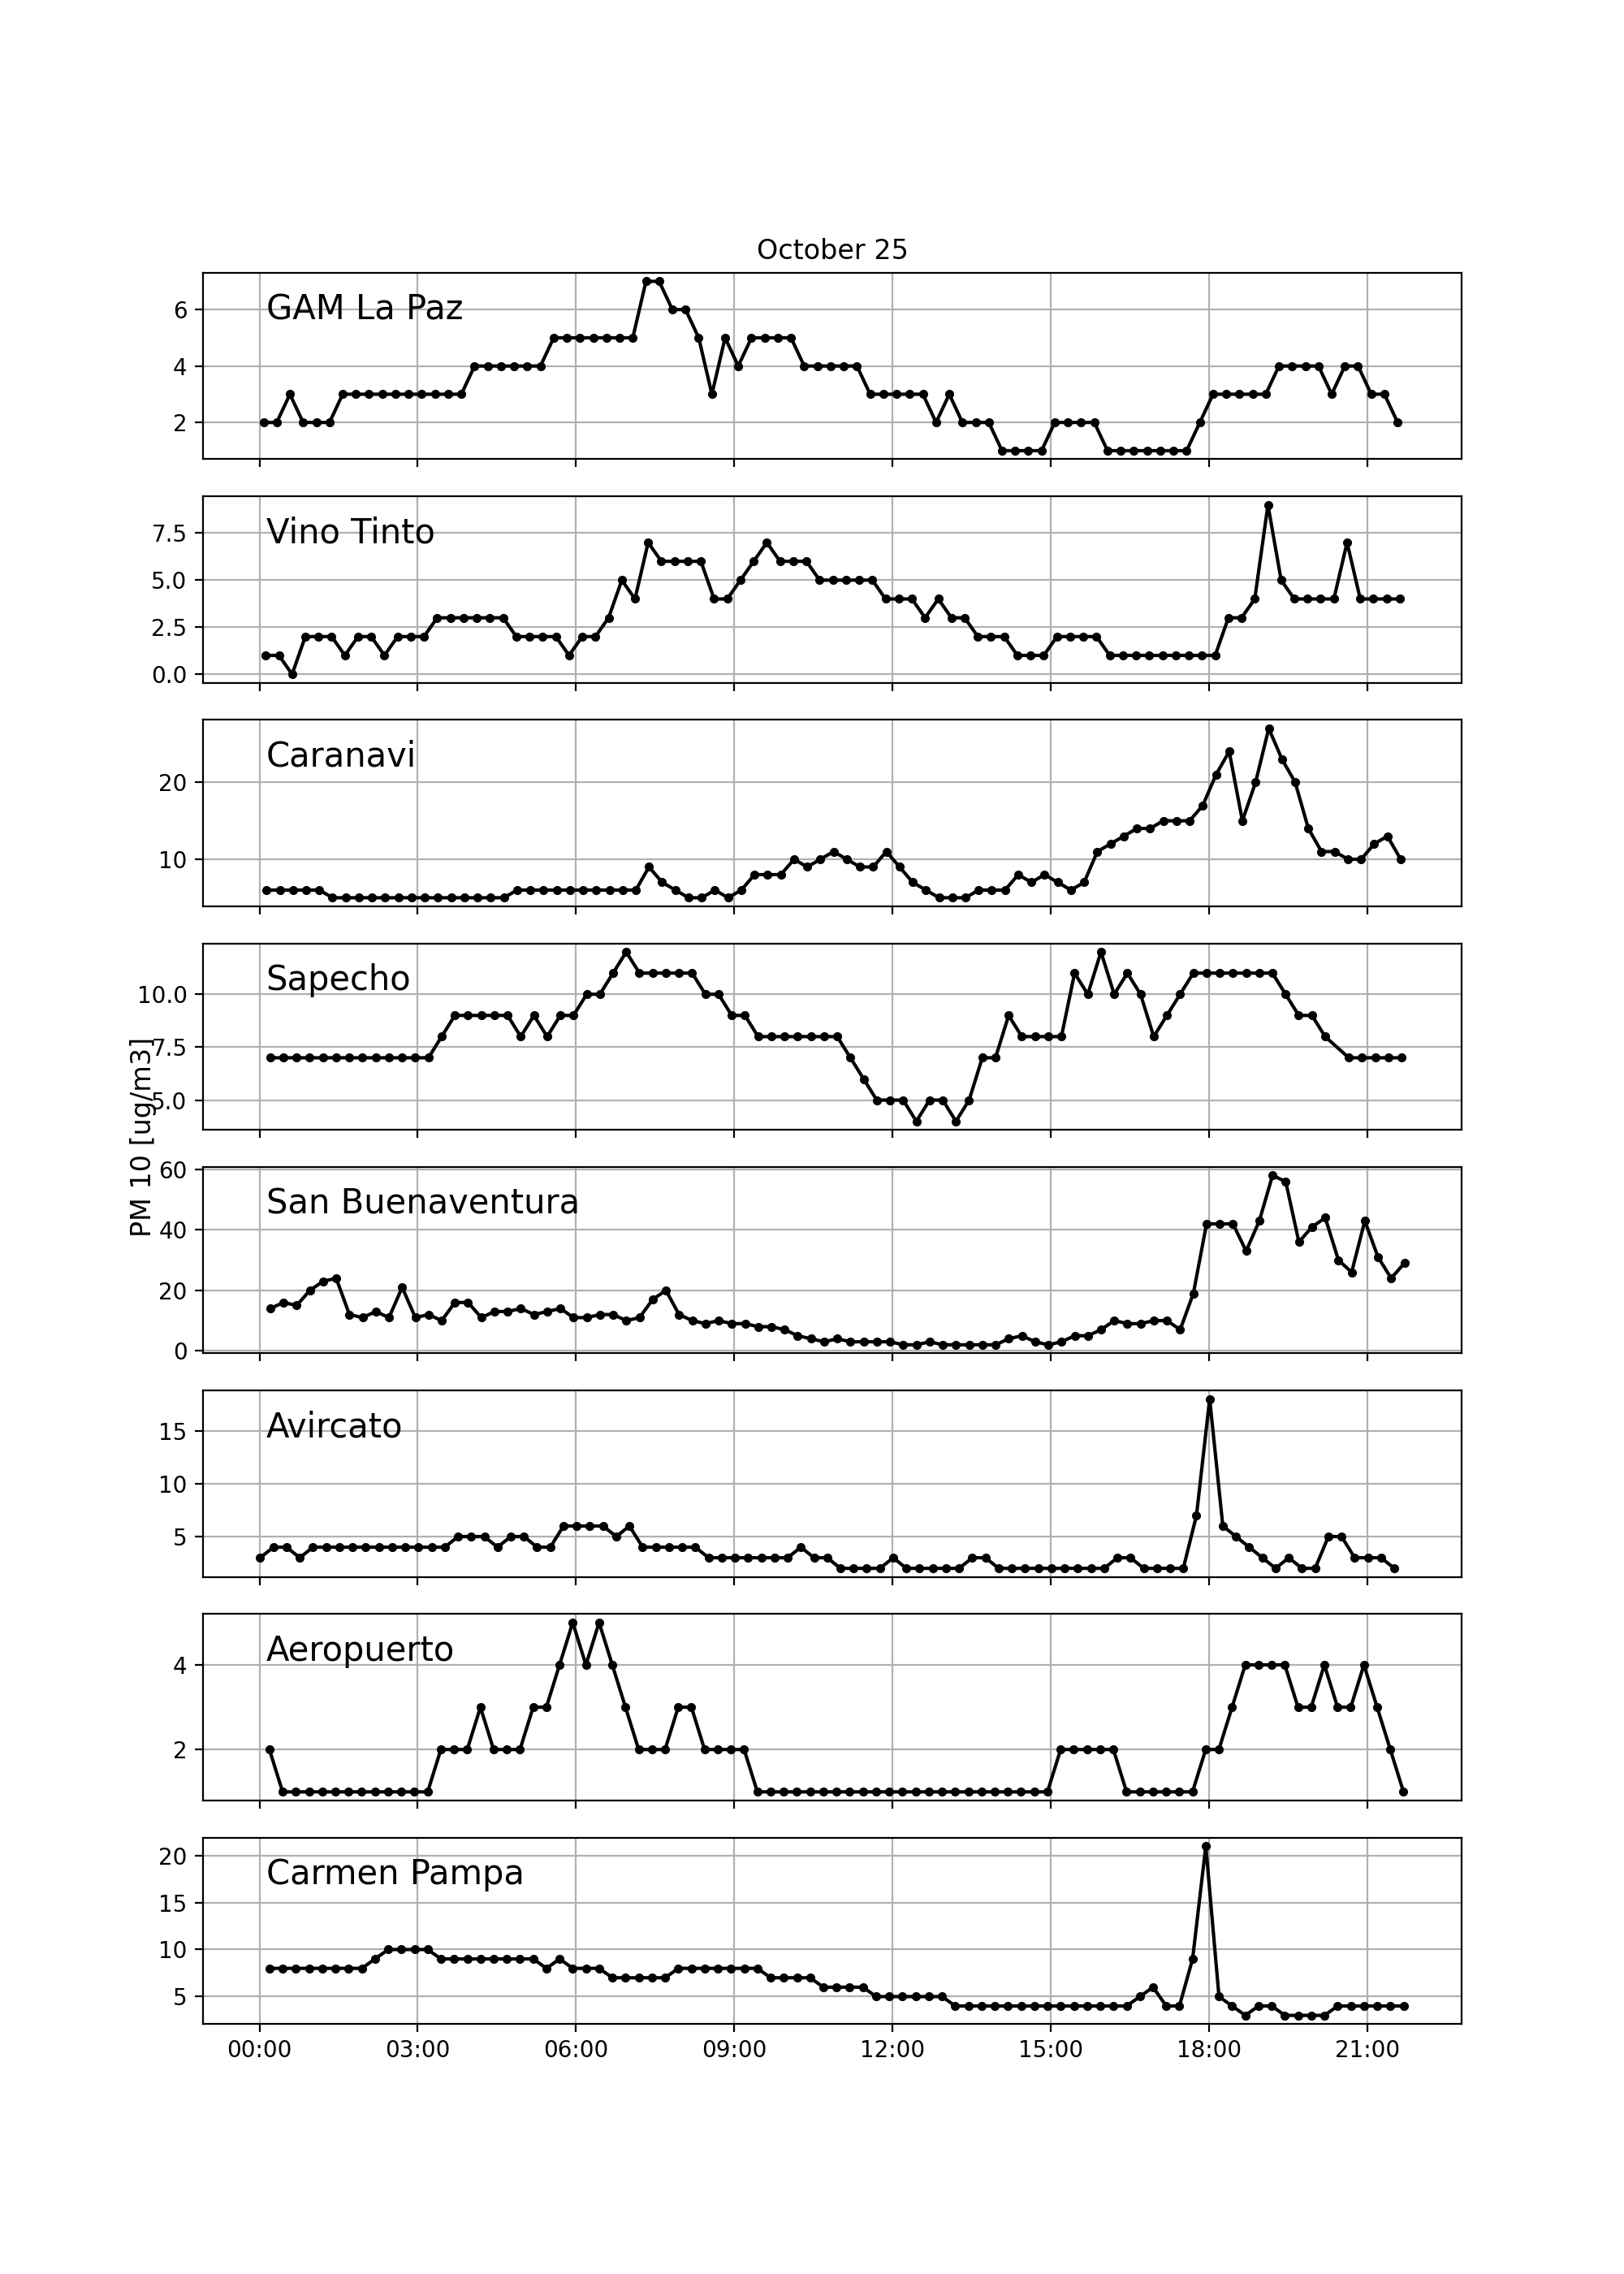 October 25
GAM La Paz
6
4
2
Vino Tinto
7.5
5.0
2.5
0.0
Caranavi
20
10
Sapecho
10.0
7.5
5.0
PM 10 [ug/m3]
San Buenaventura
60
40
20
0
Avircato
15
10
5
Aeropuerto
4
2
Carmen Pampa
20
15
10
5
00:00 03:00 06:00 09:00 12:00 15:00 18:00 21:00